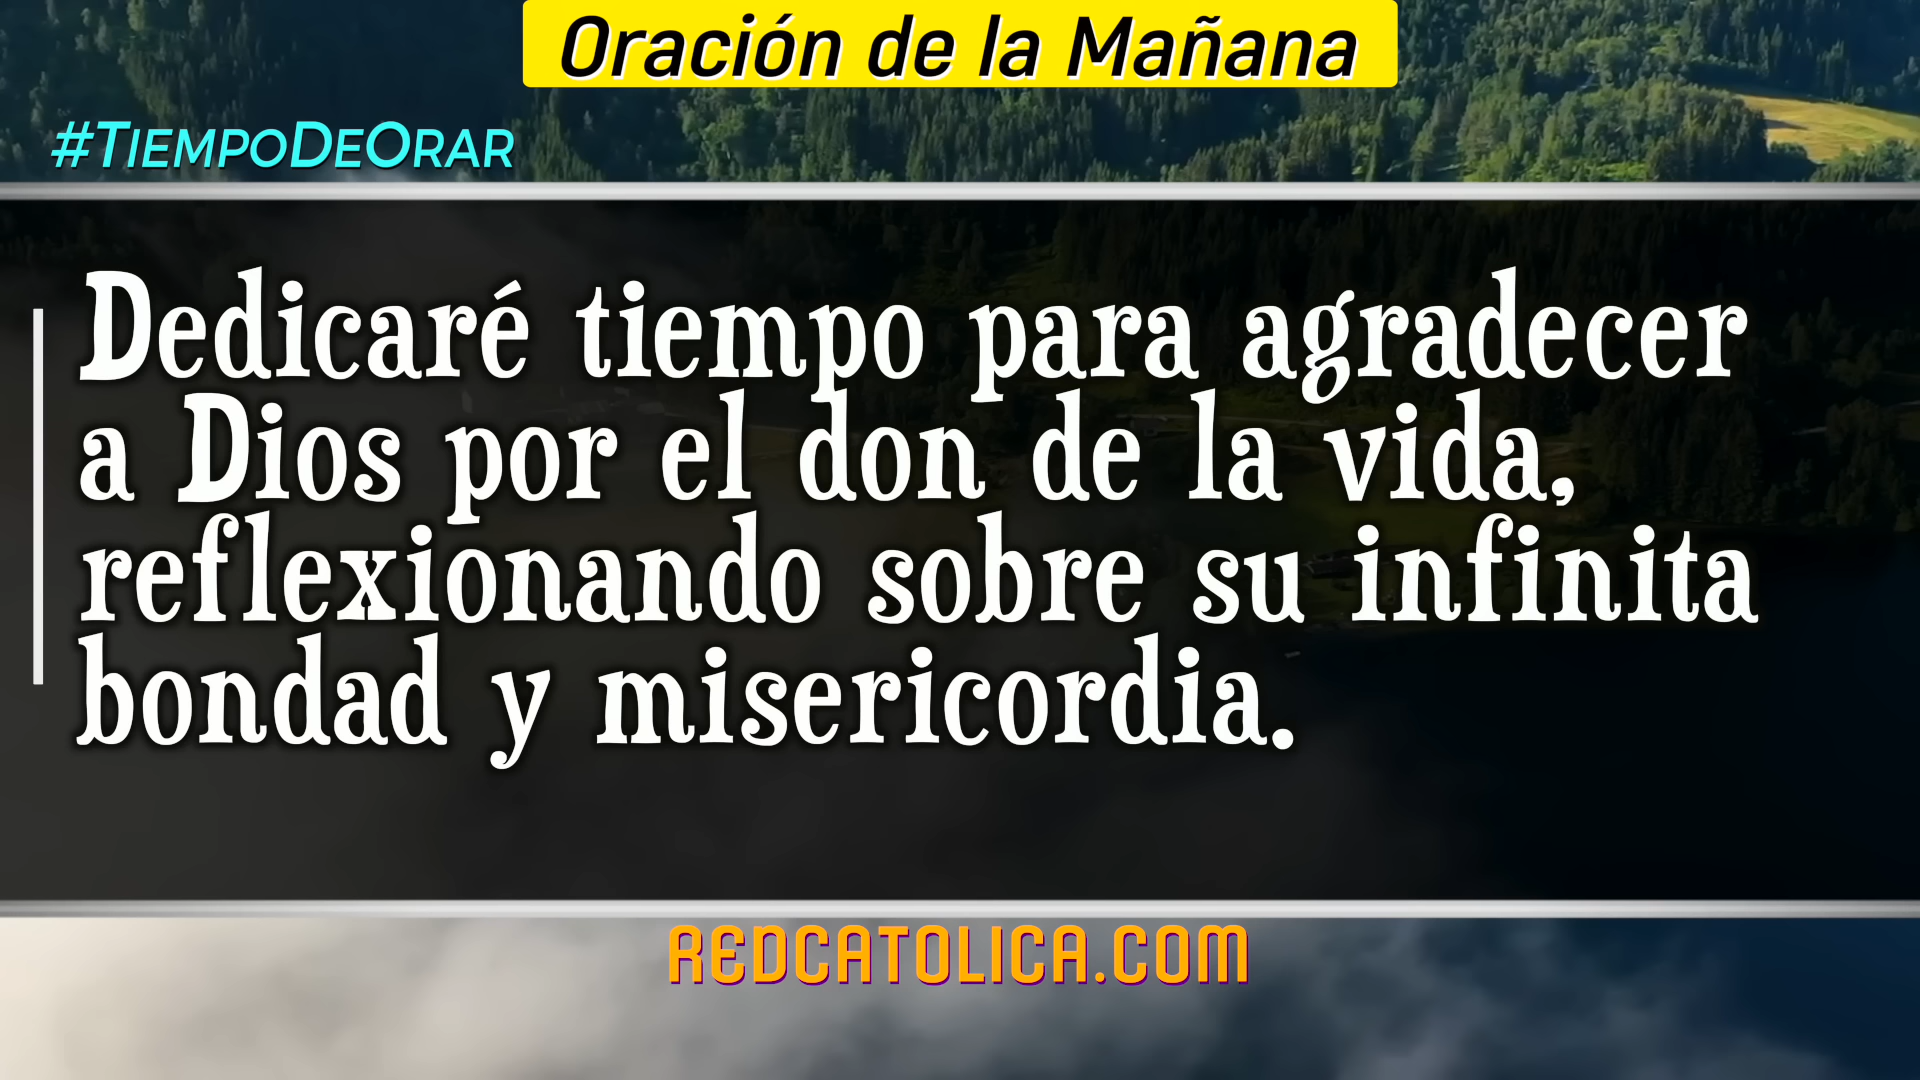 Oración de la Mañana
#TiempoDeOrar
Dedicaré tiempo para agradecer
a Dios por el don de la vida,
reflexionando sobre su infinita
bondad y misericordia.
REDCATOLICA.COM